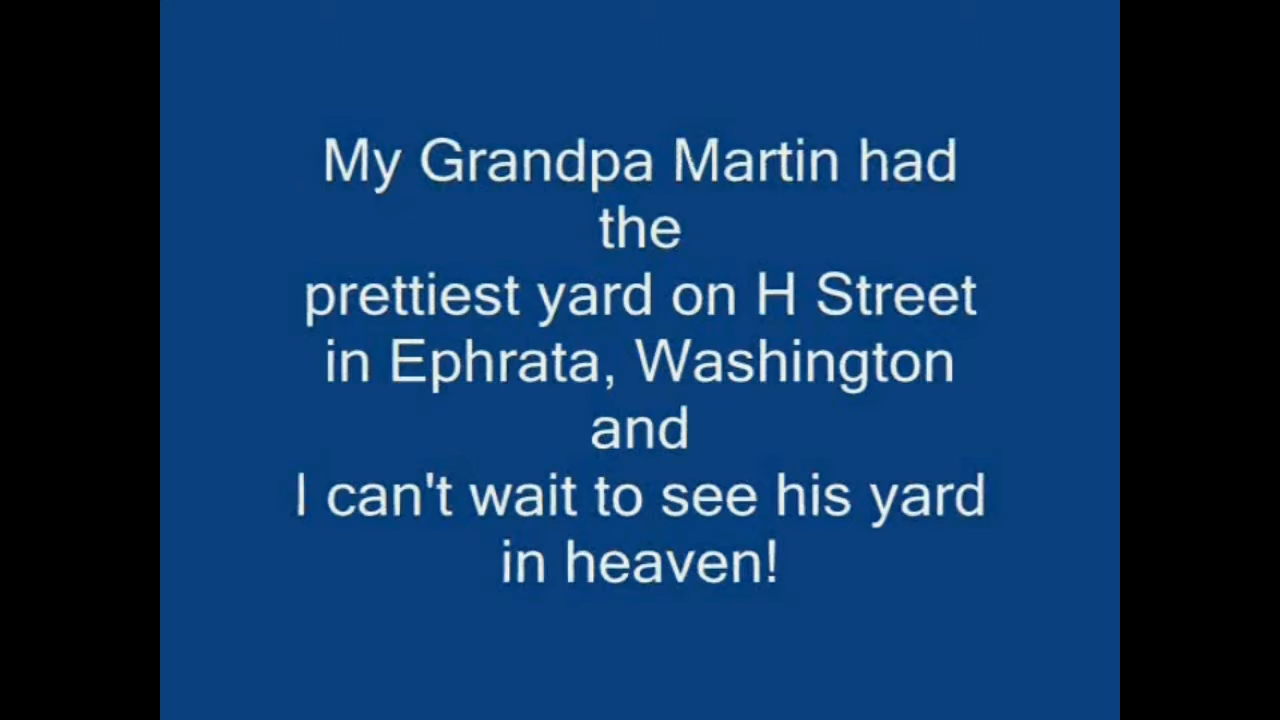 My Grandpa Martin had
the
prettiest yard on H Street
in Ephrata, Washington
and
I can't wait to see his yard
in heaven!